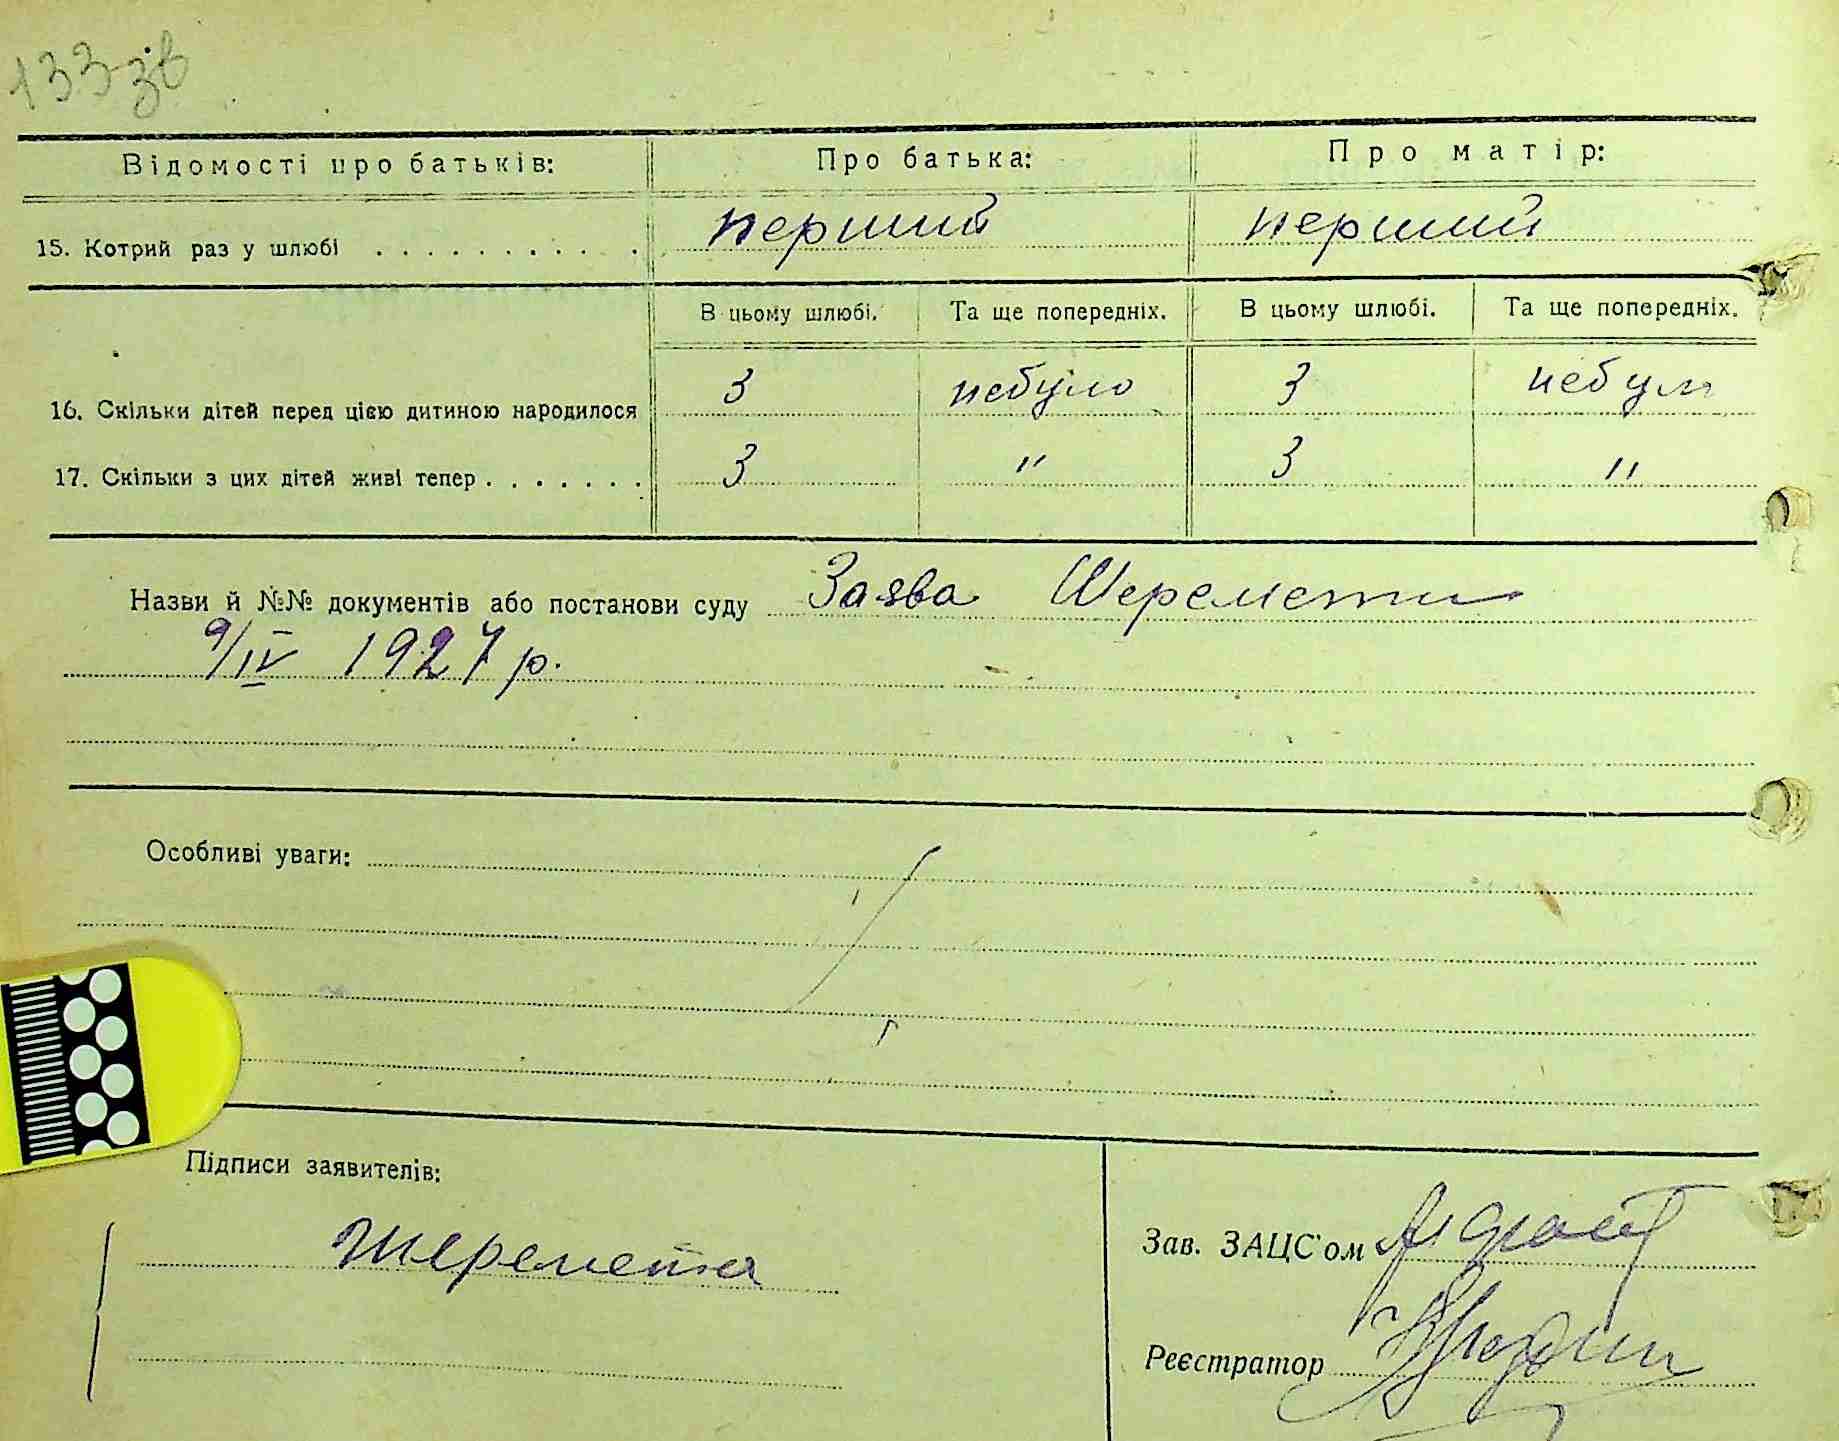 133зв
Відомості про батьків: Про батька: Про матір:
15. Котрий раз у шлюбі . . . . . . . . . . . перший перший
В цьому шлюбі. Та ще попередніх. В цьому шлюбі. Та ще попередніх.
16. Скільки дітей перед цією дитиною народилося 3 небуло 3 небуло
17. Скільки з цих дітей живі тепер . . . . . . . 3 " 3 "
Назви й №№ документів або постанови суду Заява Шеремети
9/IV 1927 р.
Особливі уваги:
Підписи заявителів:
Шеремета
Зав. ЗАЦС'ом
Реєстратор